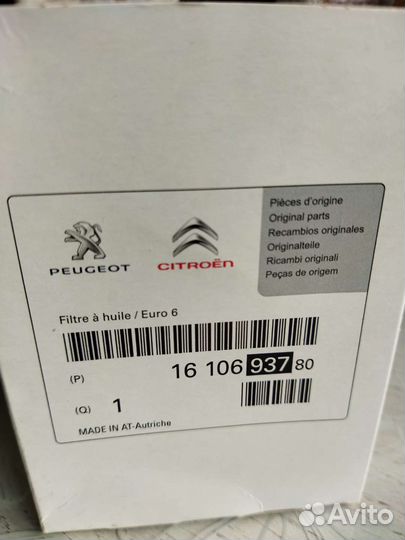 Pièces d'origine
Original parts
Recambios originales
Originalteile
Ricambi originali
Peças de origem
PEUGEOT
CITROËN
Filtre à huile / Euro 6
(P) 16 106 937 80
(Q) 1
MADE IN AT-Autriche
Avito